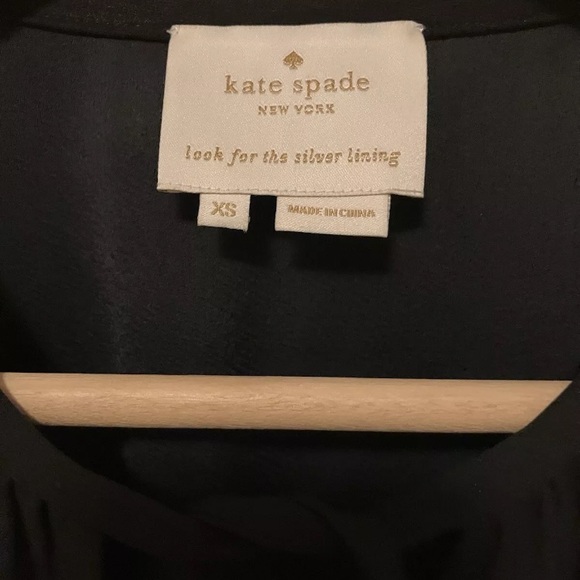 kate spade
NEW YORK
look for the silver lining
XS
MADE IN CHINA